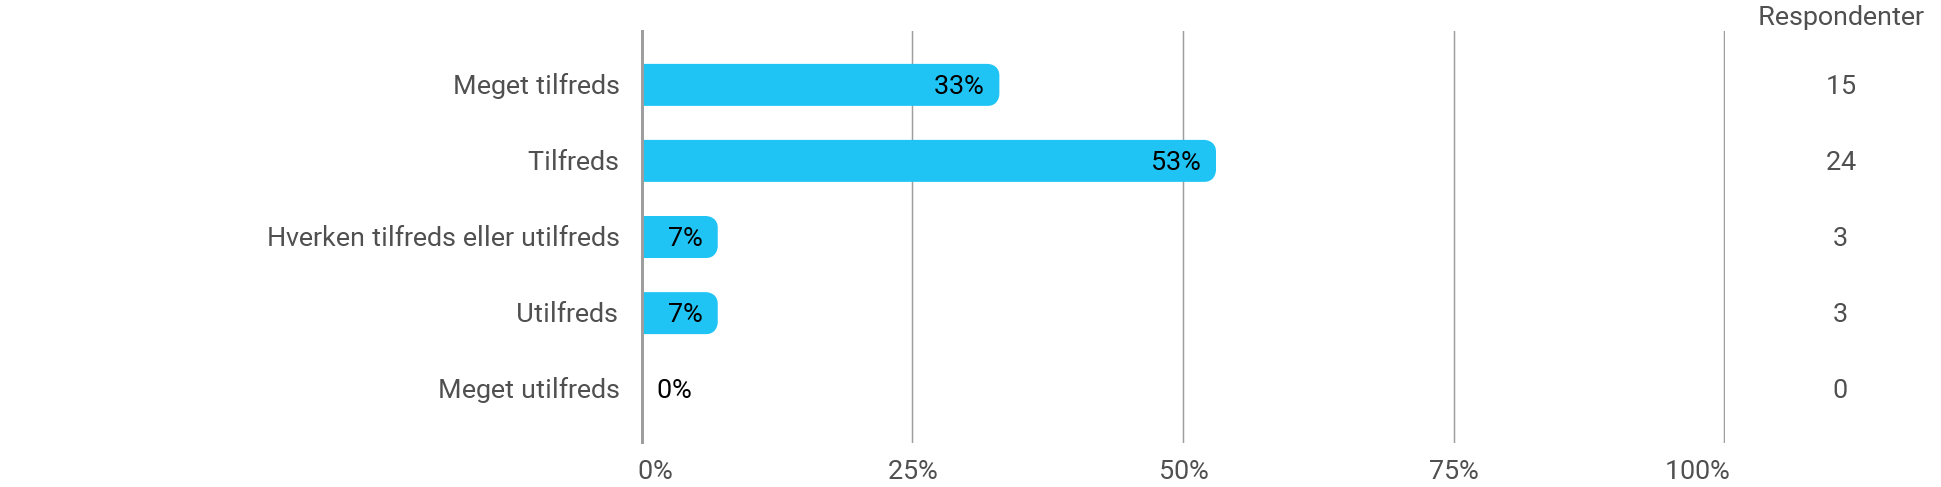 Respondenter
Meget tilfreds 33% 15
Tilfreds 53% 24
Hverken tilfreds eller utilfreds 7% 3
Utilfreds 7% 3
Meget utilfreds 0% 0
0% 25% 50% 75% 100%